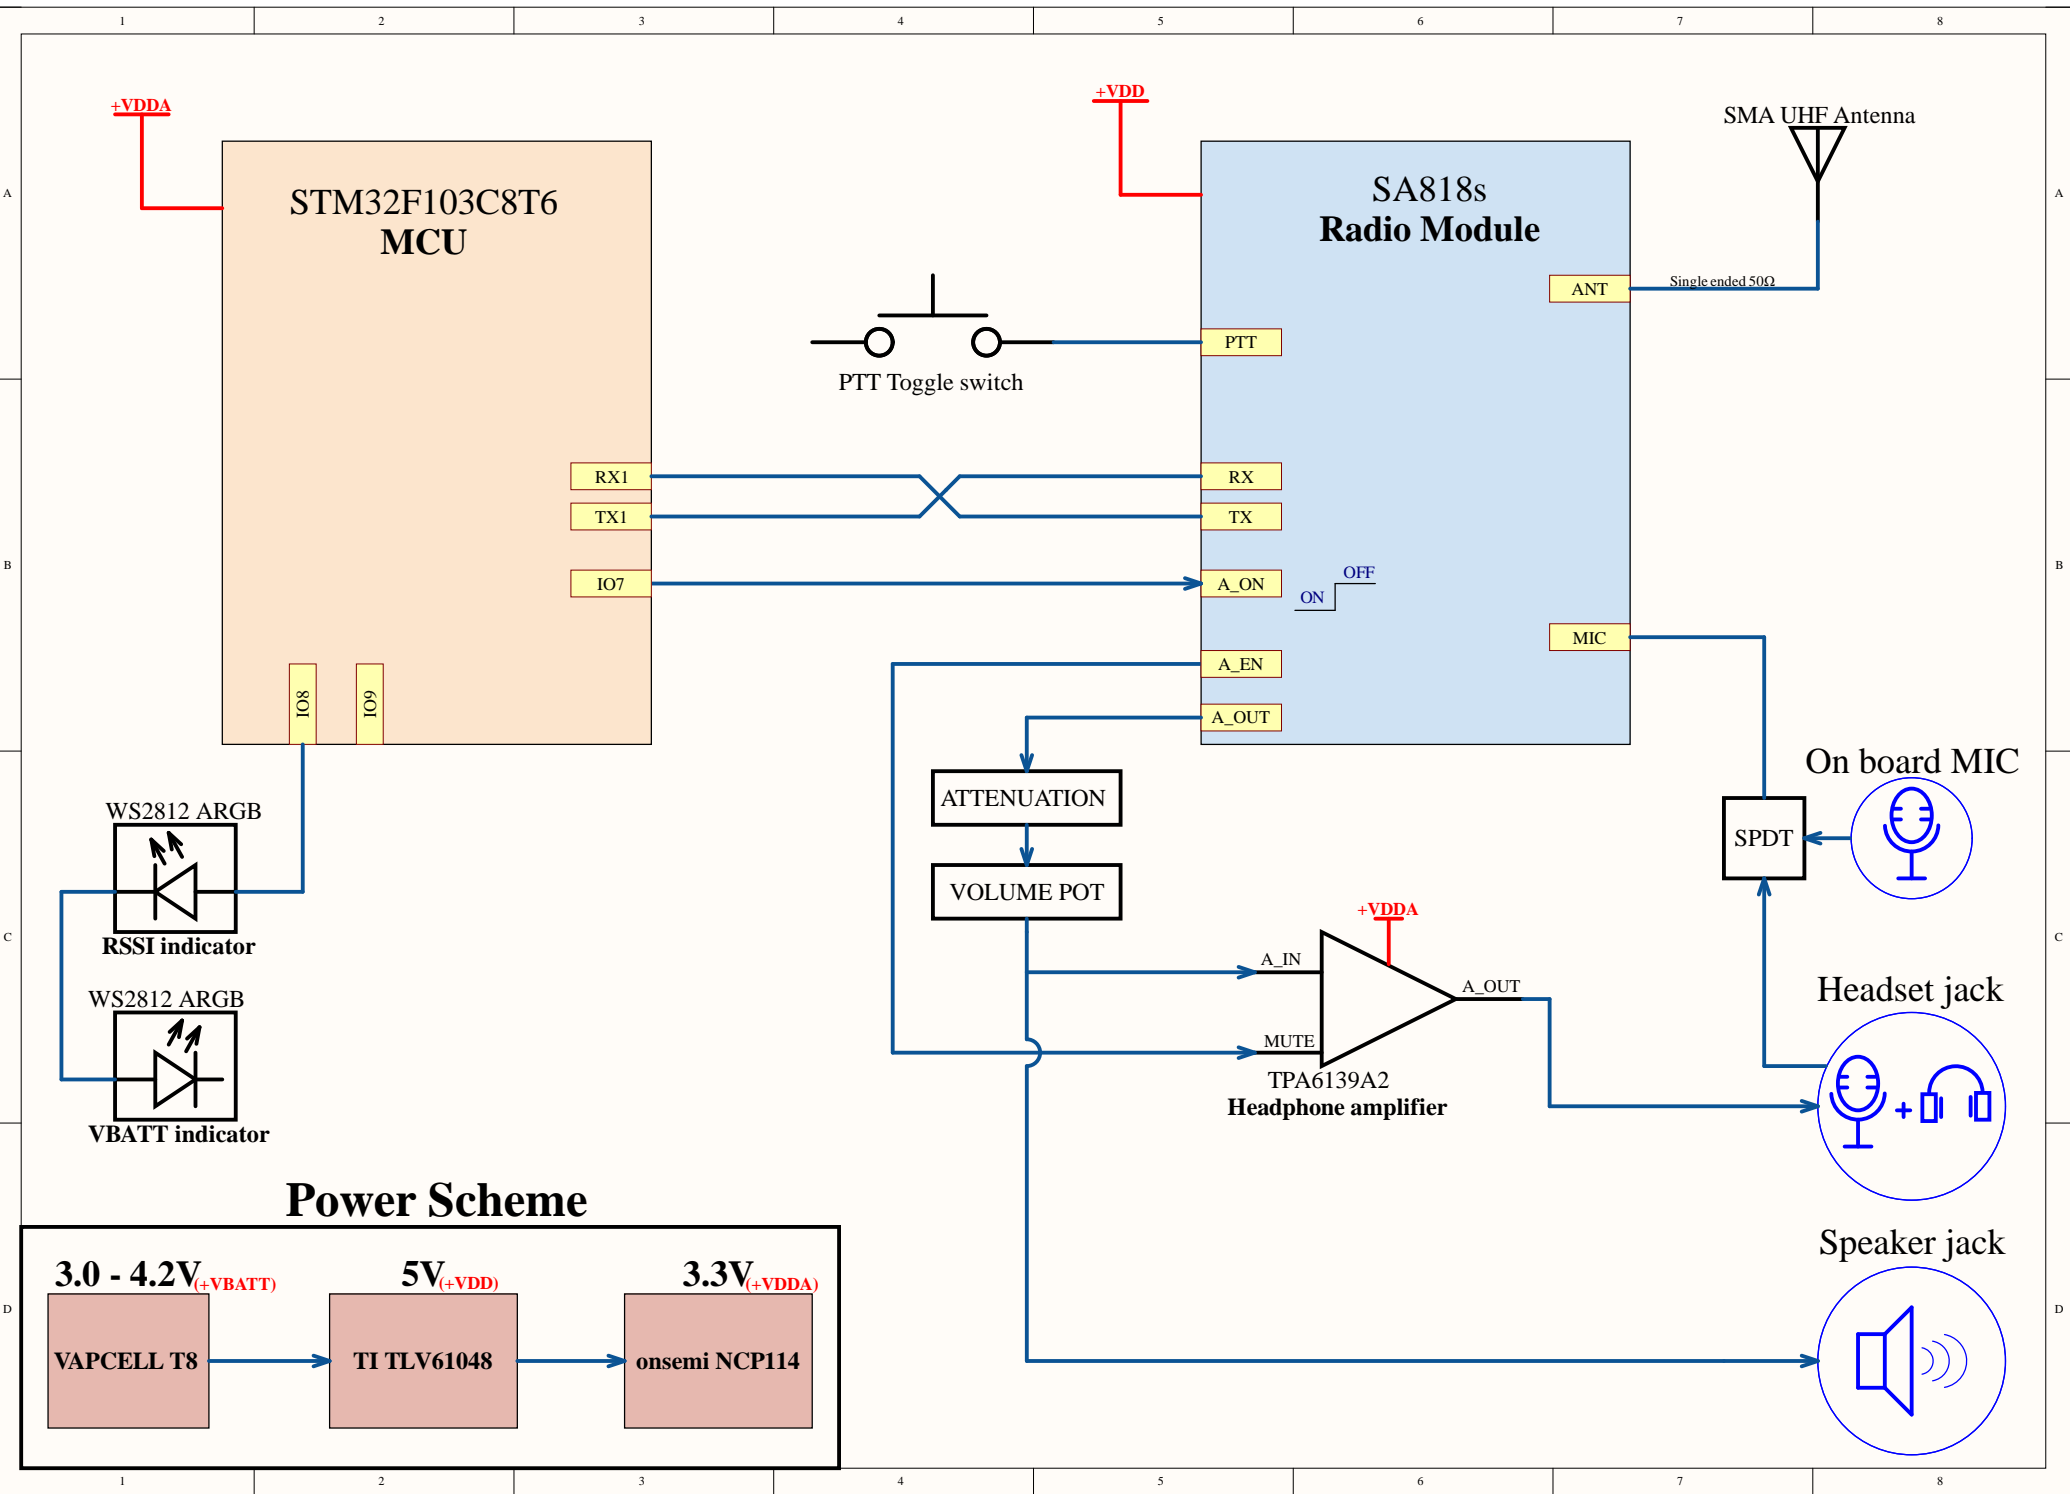 1 2 3 4 5 6 7 8
+VDDA
+VDD
SMA UHF Antenna
A
A
STM32F103C8T6
MCU
SA818s
Radio Module
ANT
Single ended 50Ω
PTT
PTT Toggle switch
RX1
RX
TX1
TX
B
B
IO7
A_ON
ON
OFF
MIC
A_EN
IO8
IO9
A_OUT
On board MIC
ATTENUATION
WS2812 ARGB
SPDT
VOLUME POT
+VDDA
C
C
RSSI indicator
A_IN
A_OUT
Headset jack
WS2812 ARGB
MUTE
TPA6139A2
Headphone amplifier
+
VBATT indicator
Power Scheme
Speaker jack
3.0 - 4.2V(+VBATT)
5V(+VDD)
3.3V(+VDDA)
D
D
VAPCELL T8
TI TLV61048
onsemi NCP114
1 2 3 4 5 6 7 8